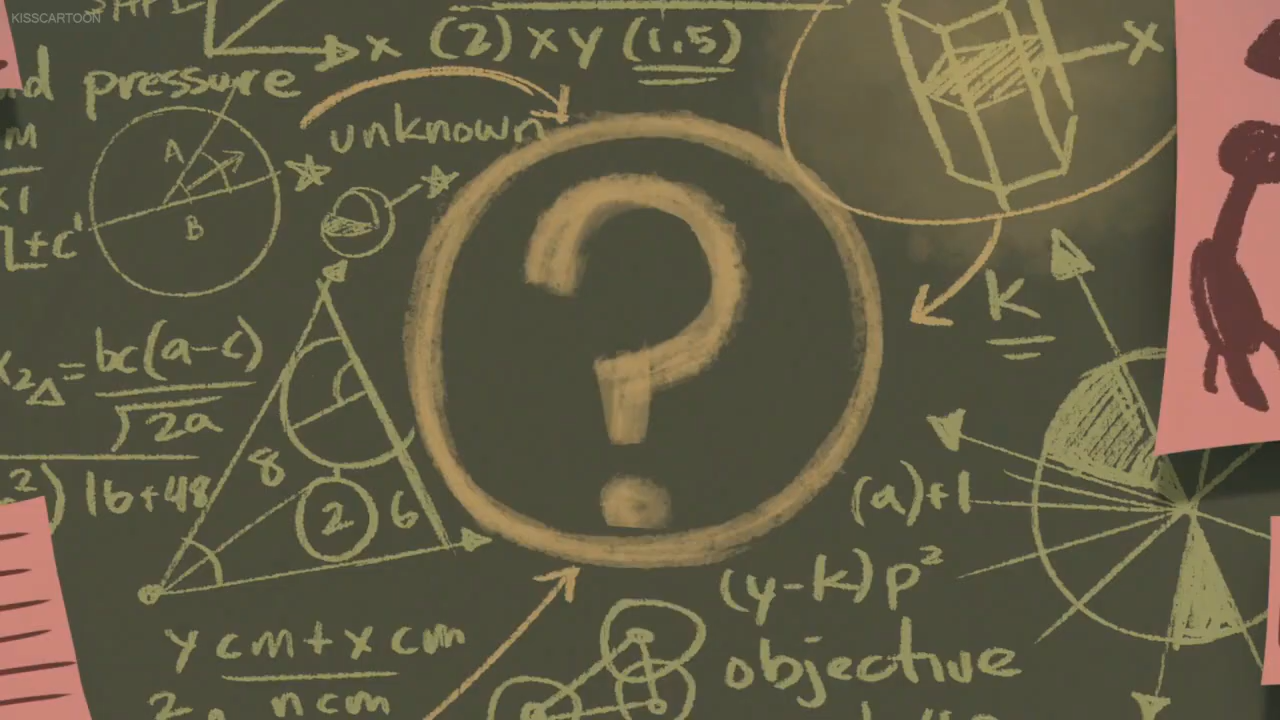 KISSCARTOON
x (2) x y (1.5)
x
pressure
unknown
A
B
k
bc(a-c)
√2a
8
2
6
16+48
(a)+1
(y-k) p²
y cm + x cm
n cm
objective
?